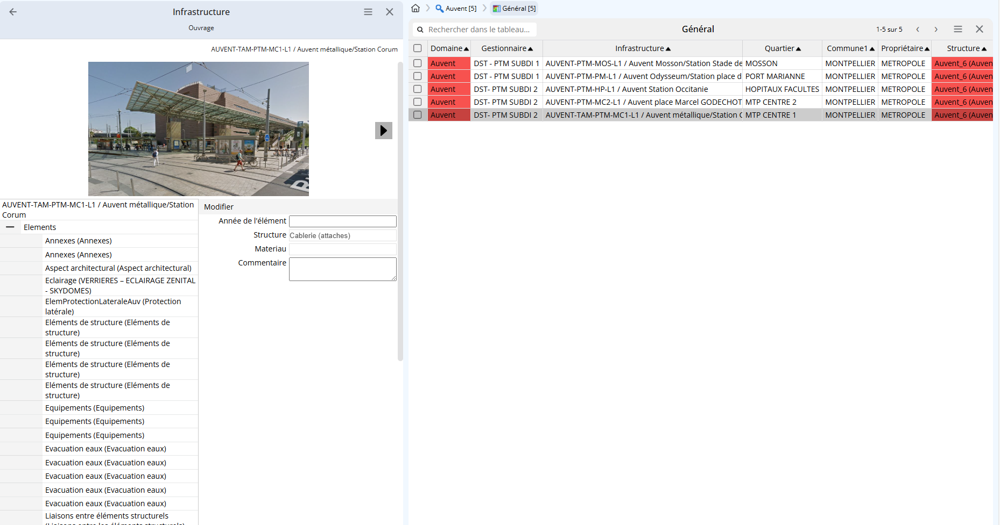 Infrastructure
Ouvrage
AUVENT-TAM-PTM-MC1-L1 / Auvent métallique/Station Corum
AUVENT-TAM-PTM-MC1-L1 / Auvent métallique/Station
Corum
Elements
Annexes (Annexes)
Annexes (Annexes)
Aspect architectural (Aspect architectural)
Eclairage (VERRIERES – ECLAIRAGE ZENITAL
- SKYDOMES)
ElemProtectionLateraleAuv (Protection
latérale)
Eléments de structure (Eléments de
structure)
Eléments de structure (Eléments de
structure)
Eléments de structure (Eléments de
structure)
Eléments de structure (Eléments de
structure)
Equipements (Equipements)
Equipements (Equipements)
Equipements (Equipements)
Evacuation eaux (Evacuation eaux)
Evacuation eaux (Evacuation eaux)
Evacuation eaux (Evacuation eaux)
Evacuation eaux (Evacuation eaux)
Evacuation eaux (Evacuation eaux)
Liaisons entre éléments structurels
Modifier
Année de l'élément
Structure Cablerie (attaches)
Materiau
Commentaire
Auvent [5] Général [5]
Rechercher dans le tableau... Général 1-5 sur 5
Domaine Gestionnaire Infrastructure Quartier Commune1 Propriétaire Structure
Auvent DST - PTM SUBDI 1 AUVENT-PTM-MOS-L1 / Auvent Mosson/Station Stade de MOSSON MONTPELLIER METROPOLE Auvent_6 (Auven
Auvent DST - PTM SUBDI 1 AUVENT-PTM-PM-L1 / Auvent Odysseum/Station place d PORT MARIANNE MONTPELLIER METROPOLE Auvent_6 (Auven
Auvent DST- PTM SUBDI 2 AUVENT-PTM-HP-L1 / Auvent Station Occitanie HOPITAUX FACULTES MONTPELLIER METROPOLE Auvent_6 (Auven
Auvent DST- PTM SUBDI 2 AUVENT-PTM-MC2-L1 / Auvent place Marcel GODECHOT MTP CENTRE 2 MONTPELLIER METROPOLE Auvent_6 (Auven
Auvent DST- PTM SUBDI 2 AUVENT-TAM-PTM-MC1-L1 / Auvent métallique/Station C MTP CENTRE 1 MONTPELLIER METROPOLE Auvent_6 (Auven